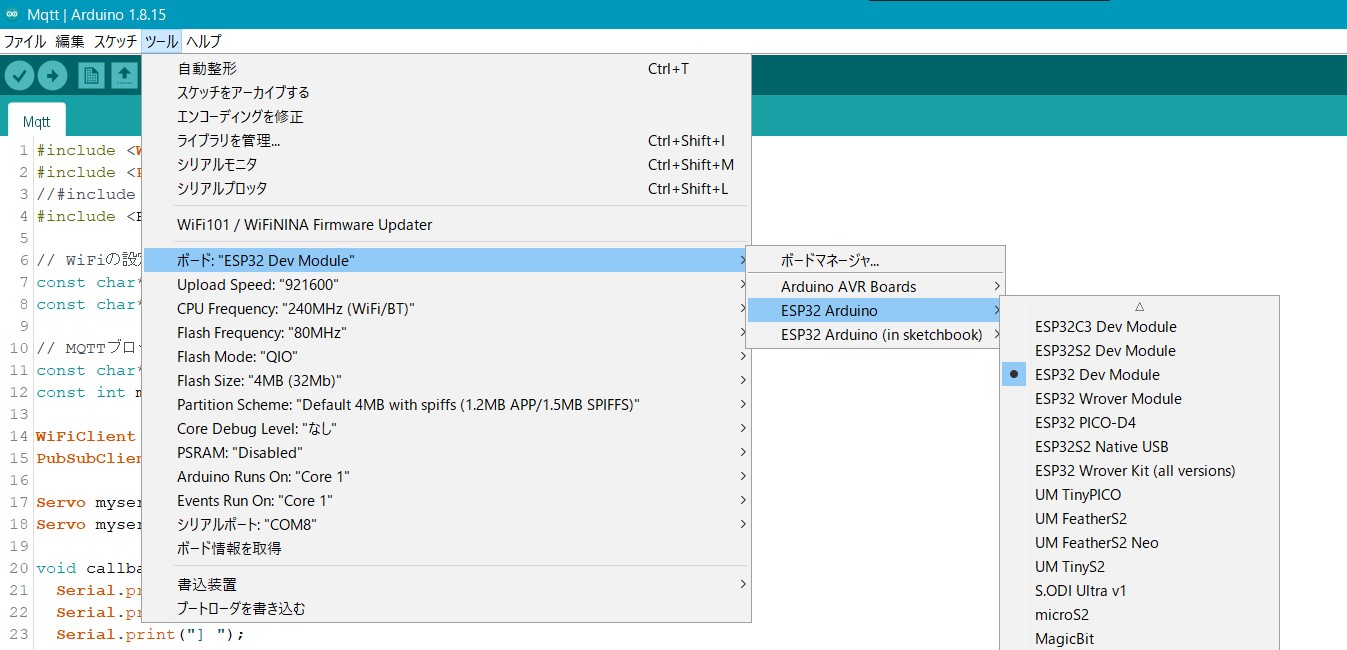 Mqtt | Arduino 1.8.15
ファイル 編集 スケッチ ツール ヘルプ
自動整形 Ctrl+T
スケッチをアーカイブする
エンコーディングを修正
ライブラリを管理... Ctrl+Shift+I
シリアルモニタ Ctrl+Shift+M
シリアルプロッタ Ctrl+Shift+L
WiFi101 / WiFiNINA Firmware Updater
ボード: "ESP32 Dev Module"
Upload Speed: "921600"
CPU Frequency: "240MHz (WiFi/BT)"
Flash Frequency: "80MHz"
Flash Mode: "QIO"
Flash Size: "4MB (32Mb)"
Partition Scheme: "Default 4MB with spiffs (1.2MB APP/1.5MB SPIFFS)"
Core Debug Level: "なし"
PSRAM: "Disabled"
Arduino Runs On: "Core 1"
Events Run On: "Core 1"
シリアルポート: "COM8"
ボード情報を取得
書込装置
ブートローダを書き込む
ボードマネージャ...
Arduino AVR Boards
ESP32 Arduino
ESP32 Arduino (in sketchbook)
ESP32C3 Dev Module
ESP32S2 Dev Module
ESP32 Dev Module
ESP32 Wrover Module
ESP32 PICO-D4
ESP32S2 Native USB
ESP32 Wrover Kit (all versions)
UM TinyPICO
UM FeatherS2
UM FeatherS2 Neo
UM TinyS2
S.ODI Ultra v1
microS2
MagicBit
Mqtt
1 #include <
2 #include <
3 //#include
4 #include <
5
6 // WiFiの設
7 const char*
8 const char*
9
10 // MQTTブロ
11 const char*
12 const int m
13
14 WiFiClient
15 PubSubClien
16
17 Servo myser
18 Servo myser
19
20 void callba
21 Serial.pr
22 Serial.pr
23 Serial.print("] ");